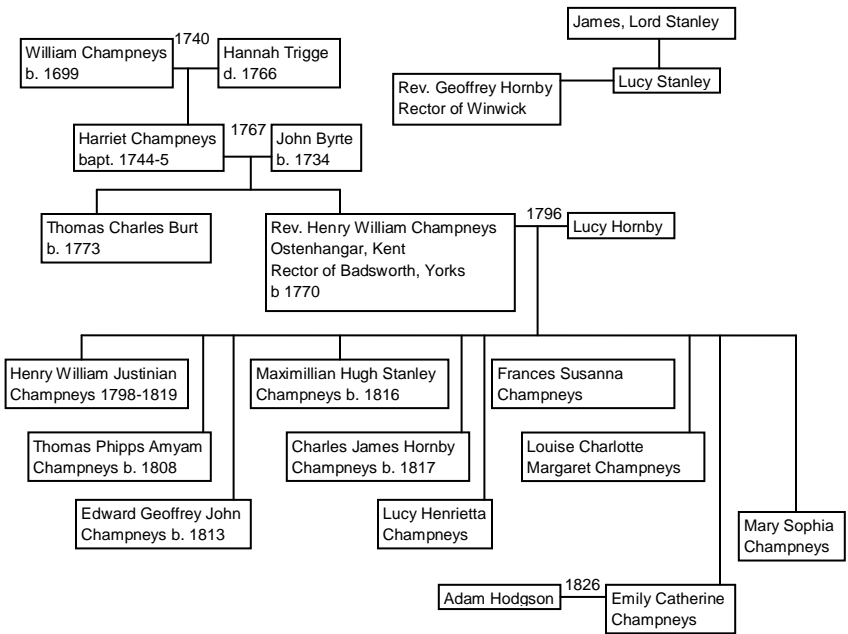 James, Lord Stanley
1740
William Champneys
b. 1699
Hannah Trigge
d. 1766
Rev. Geoffrey Hornby
Rector of Winwick
Lucy Stanley
Harriet Champneys
bapt. 1744-5
1767
John Byrte
b. 1734
Thomas Charles Burt
b. 1773
Rev. Henry William Champneys
Ostenhangar, Kent
Rector of Badsworth, Yorks
b 1770
1796
Lucy Hornby
Henry William Justinian
Champneys 1798-1819
Maximillian Hugh Stanley
Champneys b. 1816
Frances Susanna
Champneys
Thomas Phipps Amyam
Champneys b. 1808
Charles James Hornby
Champneys b. 1817
Louise Charlotte
Margaret Champneys
Edward Geoffrey John
Champneys b. 1813
Lucy Henrietta
Champneys
Mary Sophia
Champneys
Adam Hodgson
1826
Emily Catherine
Champneys